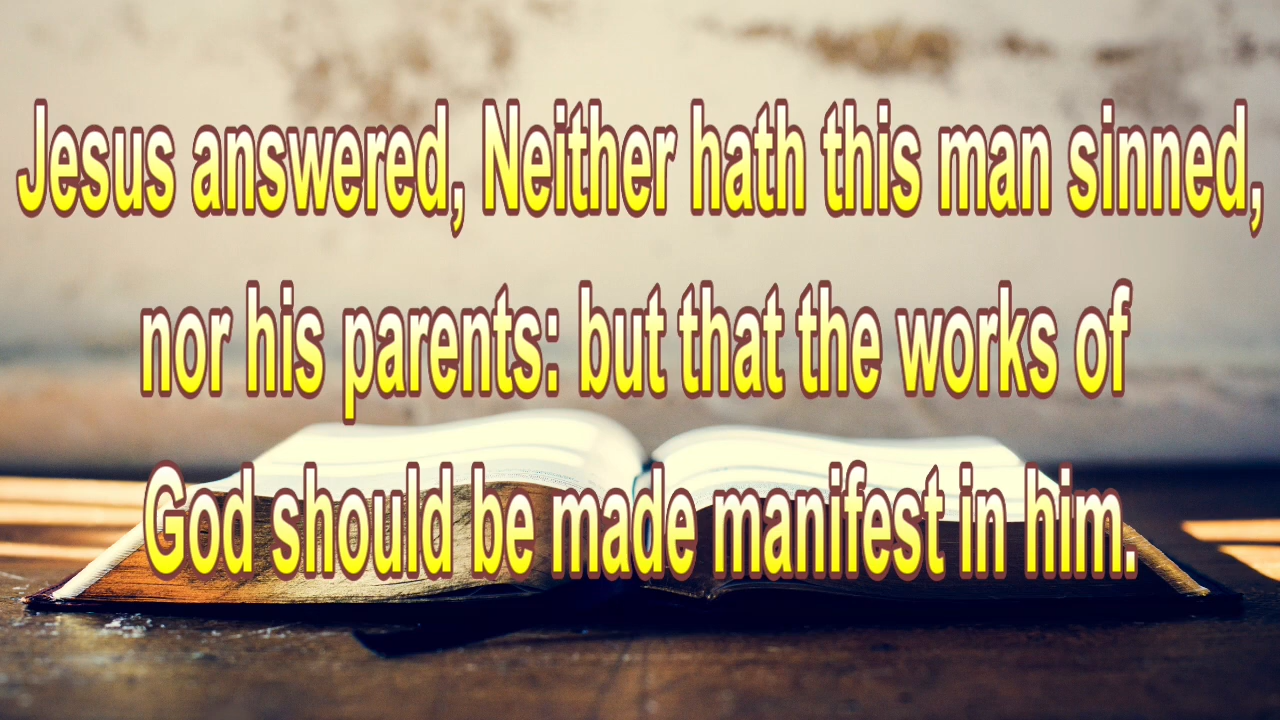 Jesus answered, Neither hath this man sinned,
nor his parents: but that the works of
God should be made manifest in him.